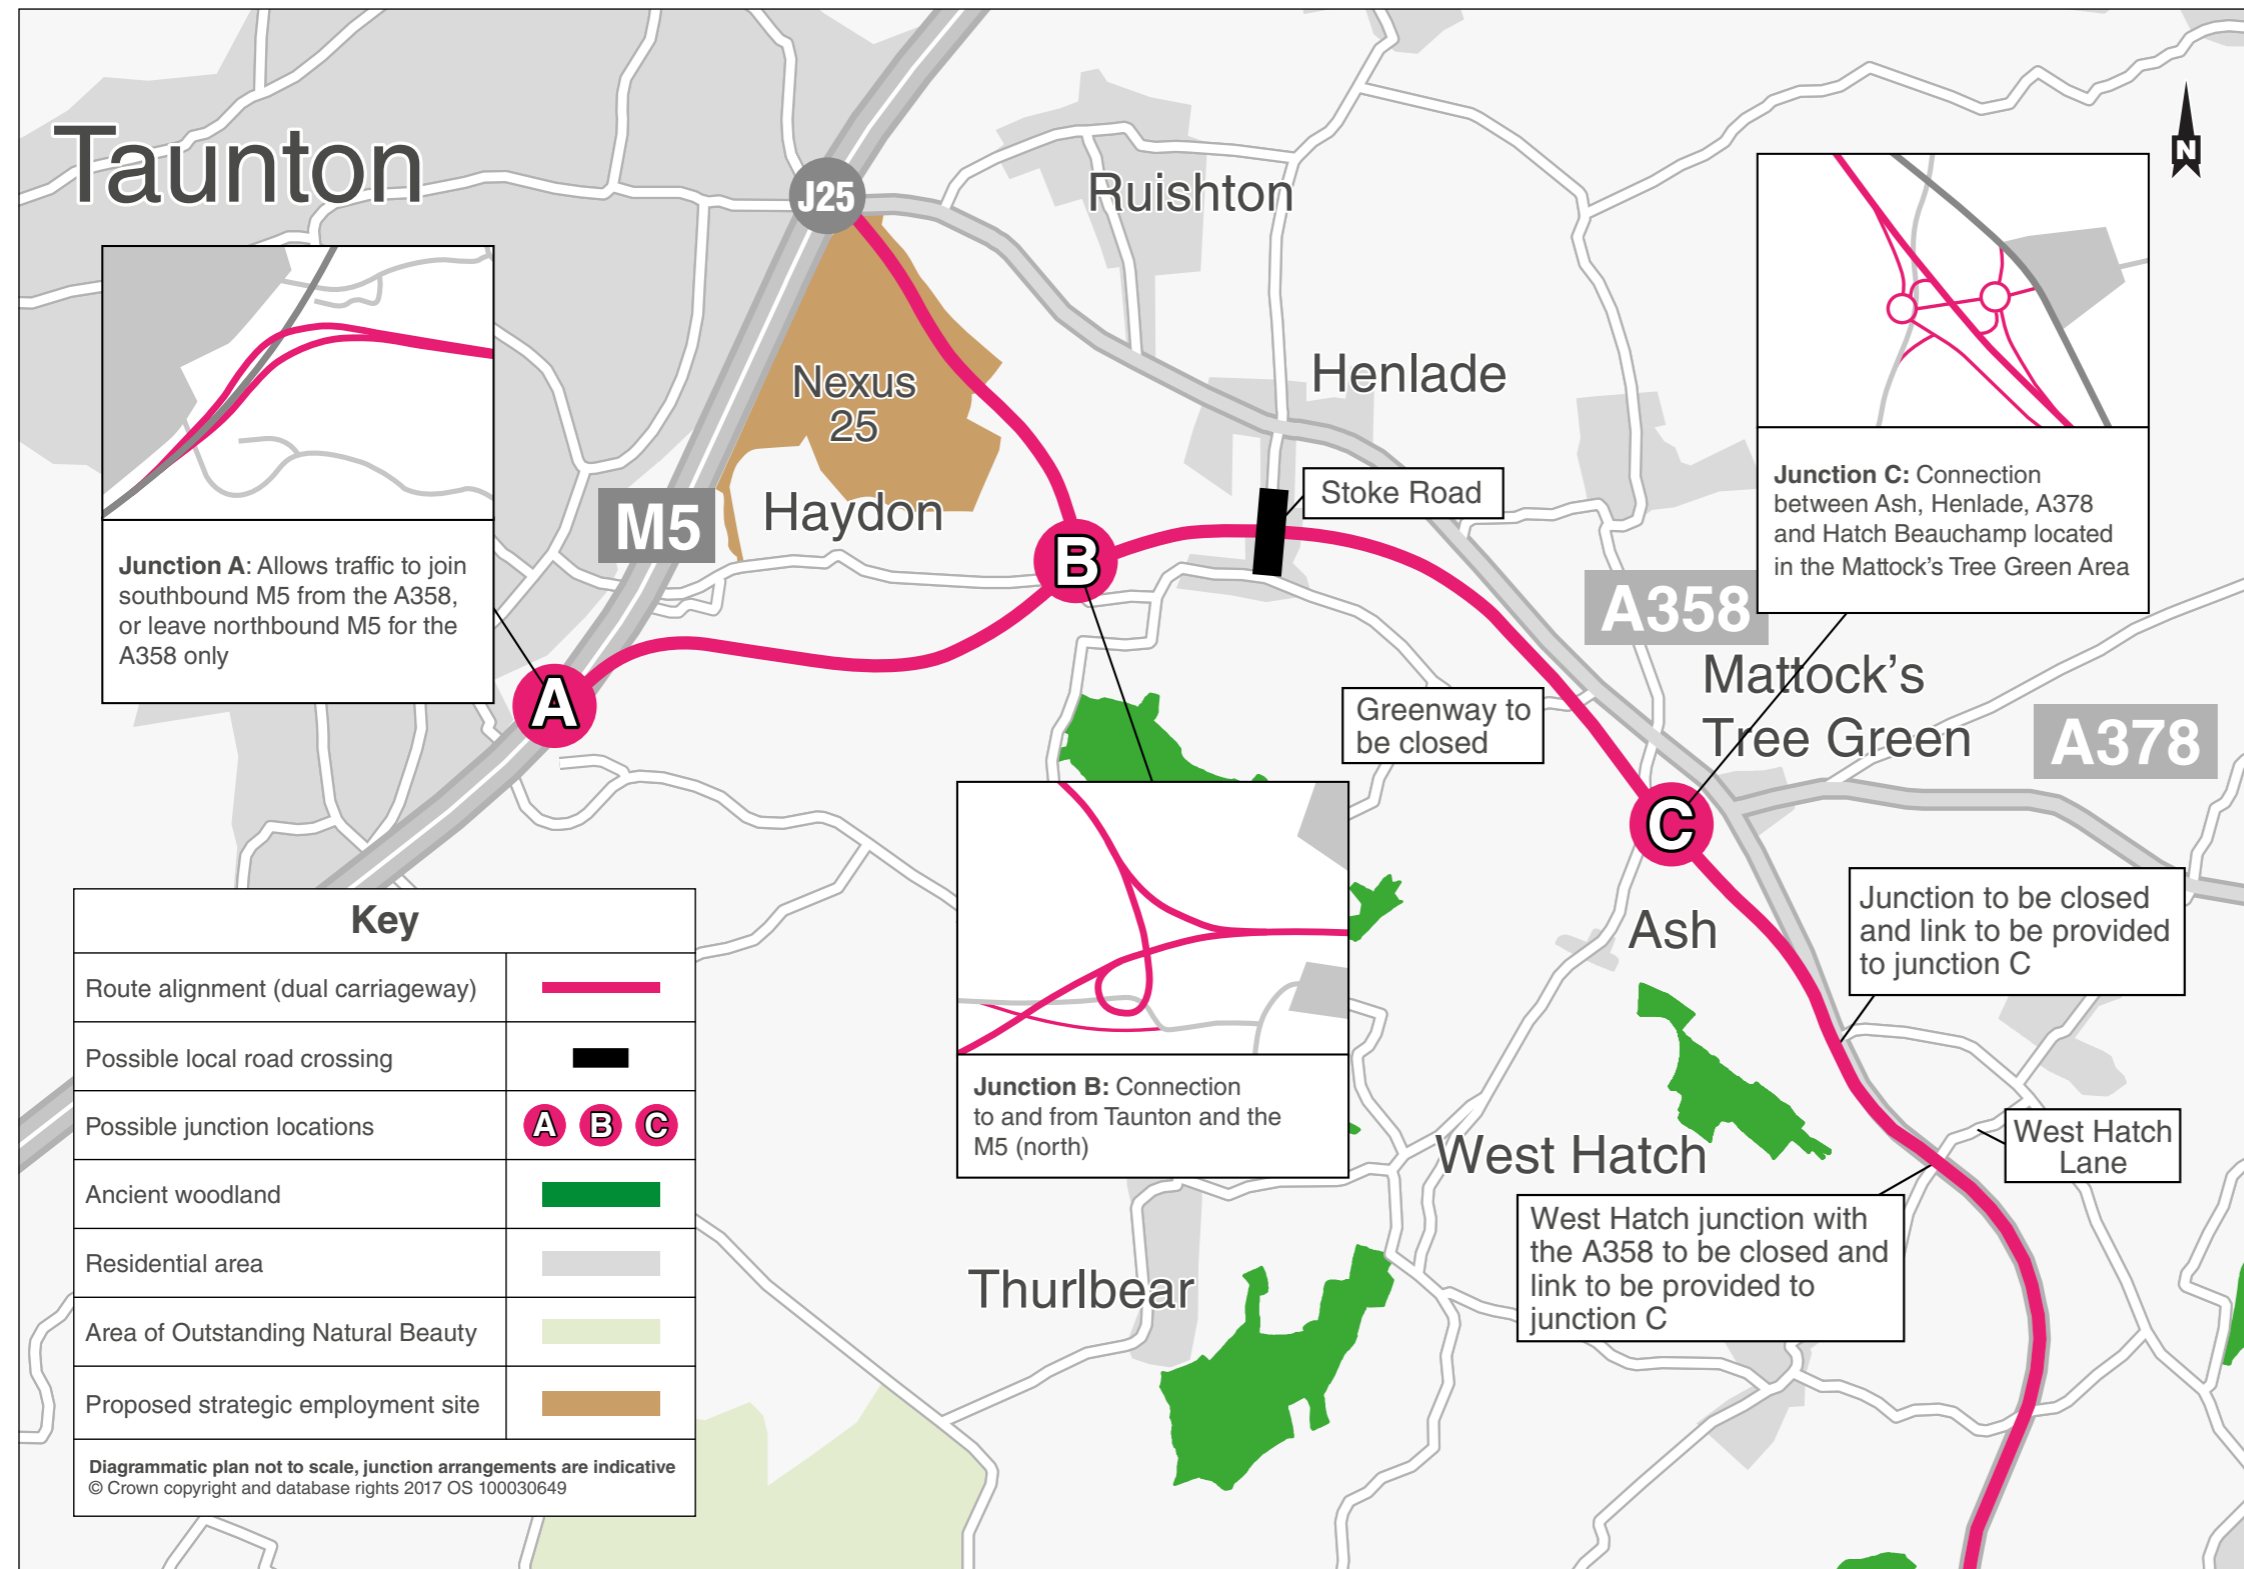 Taunton
J25
Ruishton
N
Nexus
25
Henlade
Haydon
M5
Stoke Road
Junction A: Allows traffic to join
southbound M5 from the A358,
or leave northbound M5 for the
A358 only
Junction C: Connection
between Ash, Henlade, A378
and Hatch Beauchamp located
in the Mattock's Tree Green Area
A
B
A358
Mattock's
Tree Green
A378
Greenway to
be closed
C
Ash
Junction to be closed
and link to be provided
to junction C
Junction B: Connection
to and from Taunton and the
M5 (north)
West Hatch
West Hatch
Lane
West Hatch junction with
the A358 to be closed and
link to be provided to
junction C
Thurlbear
Key
Route alignment (dual carriageway)
Possible local road crossing
Possible junction locations A B C
Ancient woodland
Residential area
Area of Outstanding Natural Beauty
Proposed strategic employment site
Diagrammatic plan not to scale, junction arrangements are indicative
© Crown copyright and database rights 2017 OS 100030649